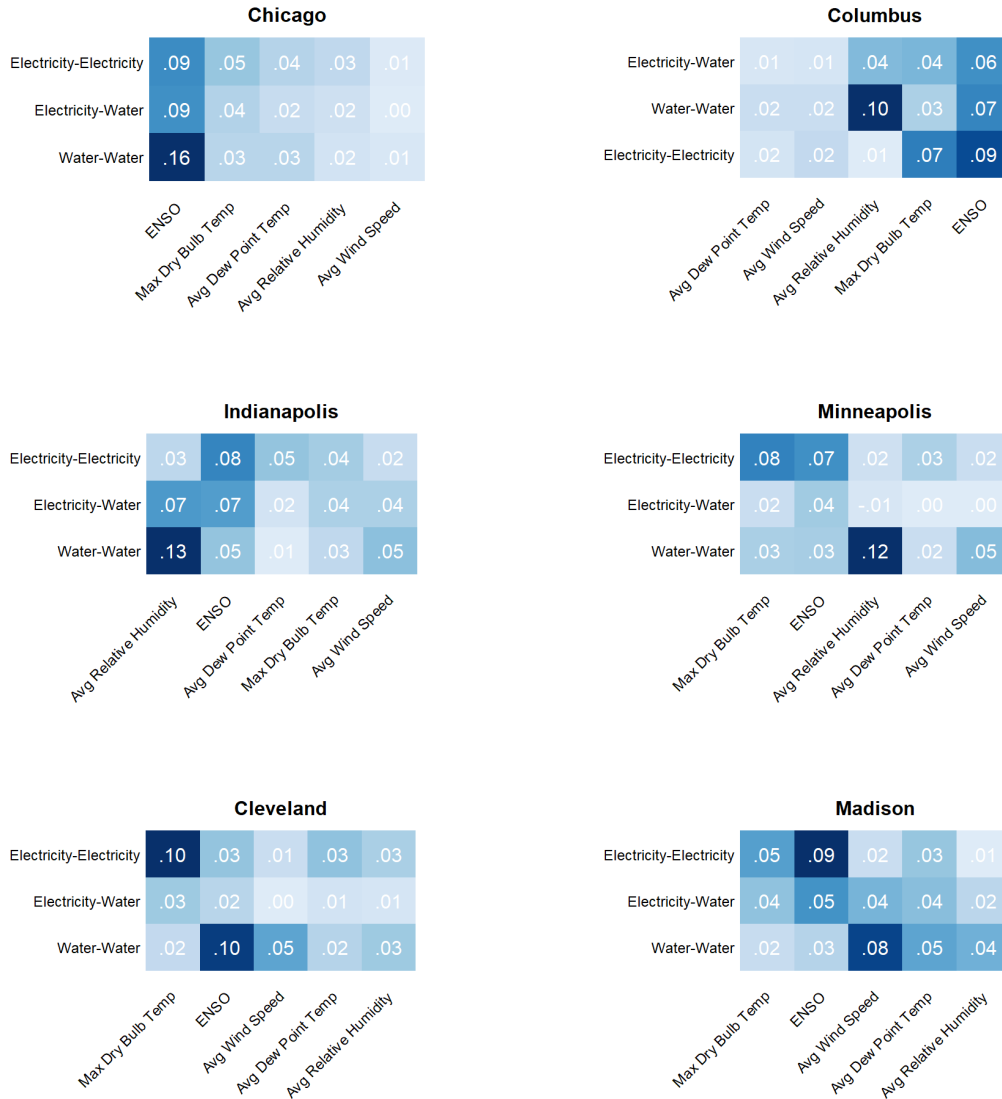 Chicago
Electricity-Electricity .09 .05 .04 .03 .01
Electricity-Water .09 .04 .02 .02 .00
Water-Water .16 .03 .03 .02 .01
ENSO
Max Dry Bulb Temp
Avg Dew Point Temp
Avg Relative Humidity
Avg Wind Speed
Columbus
Electricity-Water .01 .01 .04 .04 .06
Water-Water .02 .02 .10 .03 .07
Electricity-Electricity .02 .02 .01 .07 .09
Avg Dew Point Temp
Avg Wind Speed
Avg Relative Humidity
Max Dry Bulb Temp
ENSO
Indianapolis
Electricity-Electricity .03 .08 .05 .04 .02
Electricity-Water .07 .07 .02 .04 .04
Water-Water .13 .05 .01 .03 .05
Avg Relative Humidity
ENSO
Avg Dew Point Temp
Max Dry Bulb Temp
Avg Wind Speed
Minneapolis
Electricity-Electricity .08 .07 .02 .03 .02
Electricity-Water .02 .04 -.01 .00 .00
Water-Water .03 .03 .12 .02 .05
Max Dry Bulb Temp
ENSO
Avg Relative Humidity
Avg Dew Point Temp
Avg Wind Speed
Cleveland
Electricity-Electricity .10 .03 .01 .03 .03
Electricity-Water .03 .02 .00 .01 .01
Water-Water .02 .10 .05 .02 .03
Max Dry Bulb Temp
ENSO
Avg Wind Speed
Avg Dew Point Temp
Avg Relative Humidity
Madison
Electricity-Electricity .05 .09 .02 .03 .01
Electricity-Water .04 .05 .04 .04 .02
Water-Water .02 .03 .08 .05 .04
Max Dry Bulb Temp
ENSO
Avg Wind Speed
Avg Dew Point Temp
Avg Relative Humidity